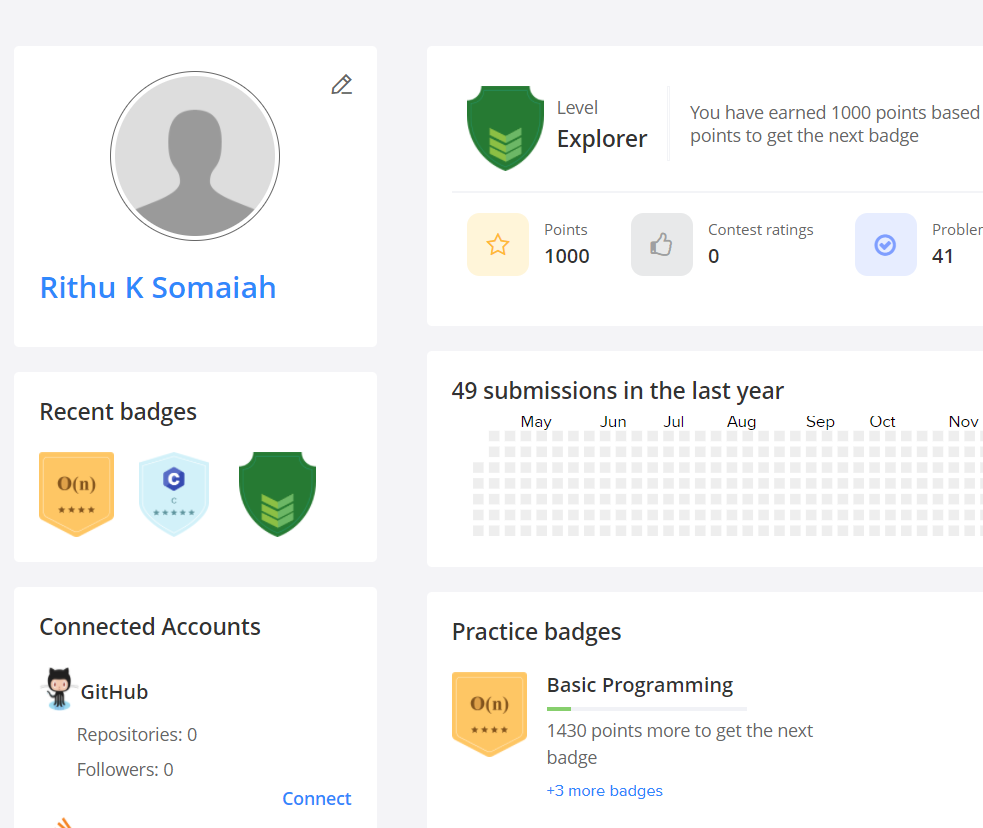 Rithu K Somaiah
Recent badges
O(n)
C
C
Connected Accounts
GitHub
Repositories: 0
Followers: 0
Connect
Level
Explorer
You have earned 1000 points based
points to get the next badge
Points
1000
Contest ratings
0
Problem
41
49 submissions in the last year
May Jun Jul Aug Sep Oct Nov
Practice badges
O(n)
Basic Programming
1430 points more to get the next
badge
+3 more badges